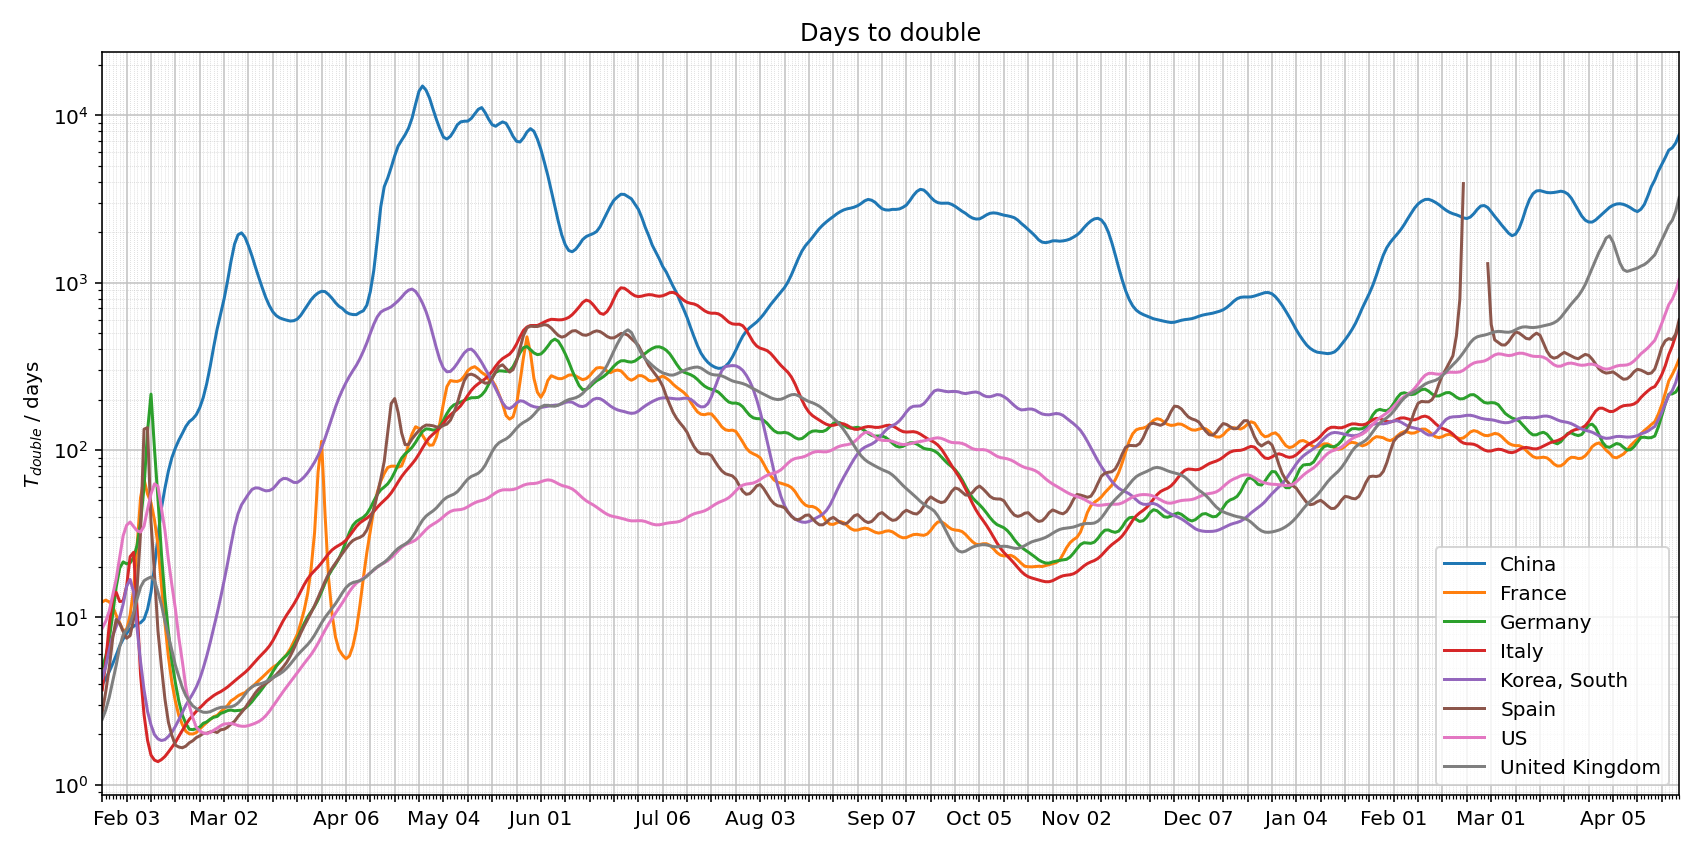 Days to double
T_double / days
10⁴
10³
10²
10¹
10⁰
Feb 03 Mar 02 Apr 06 May 04 Jun 01 Jul 06 Aug 03 Sep 07 Oct 05 Nov 02 Dec 07 Jan 04 Feb 01 Mar 01 Apr 05
China
France
Germany
Italy
Korea, South
Spain
US
United Kingdom